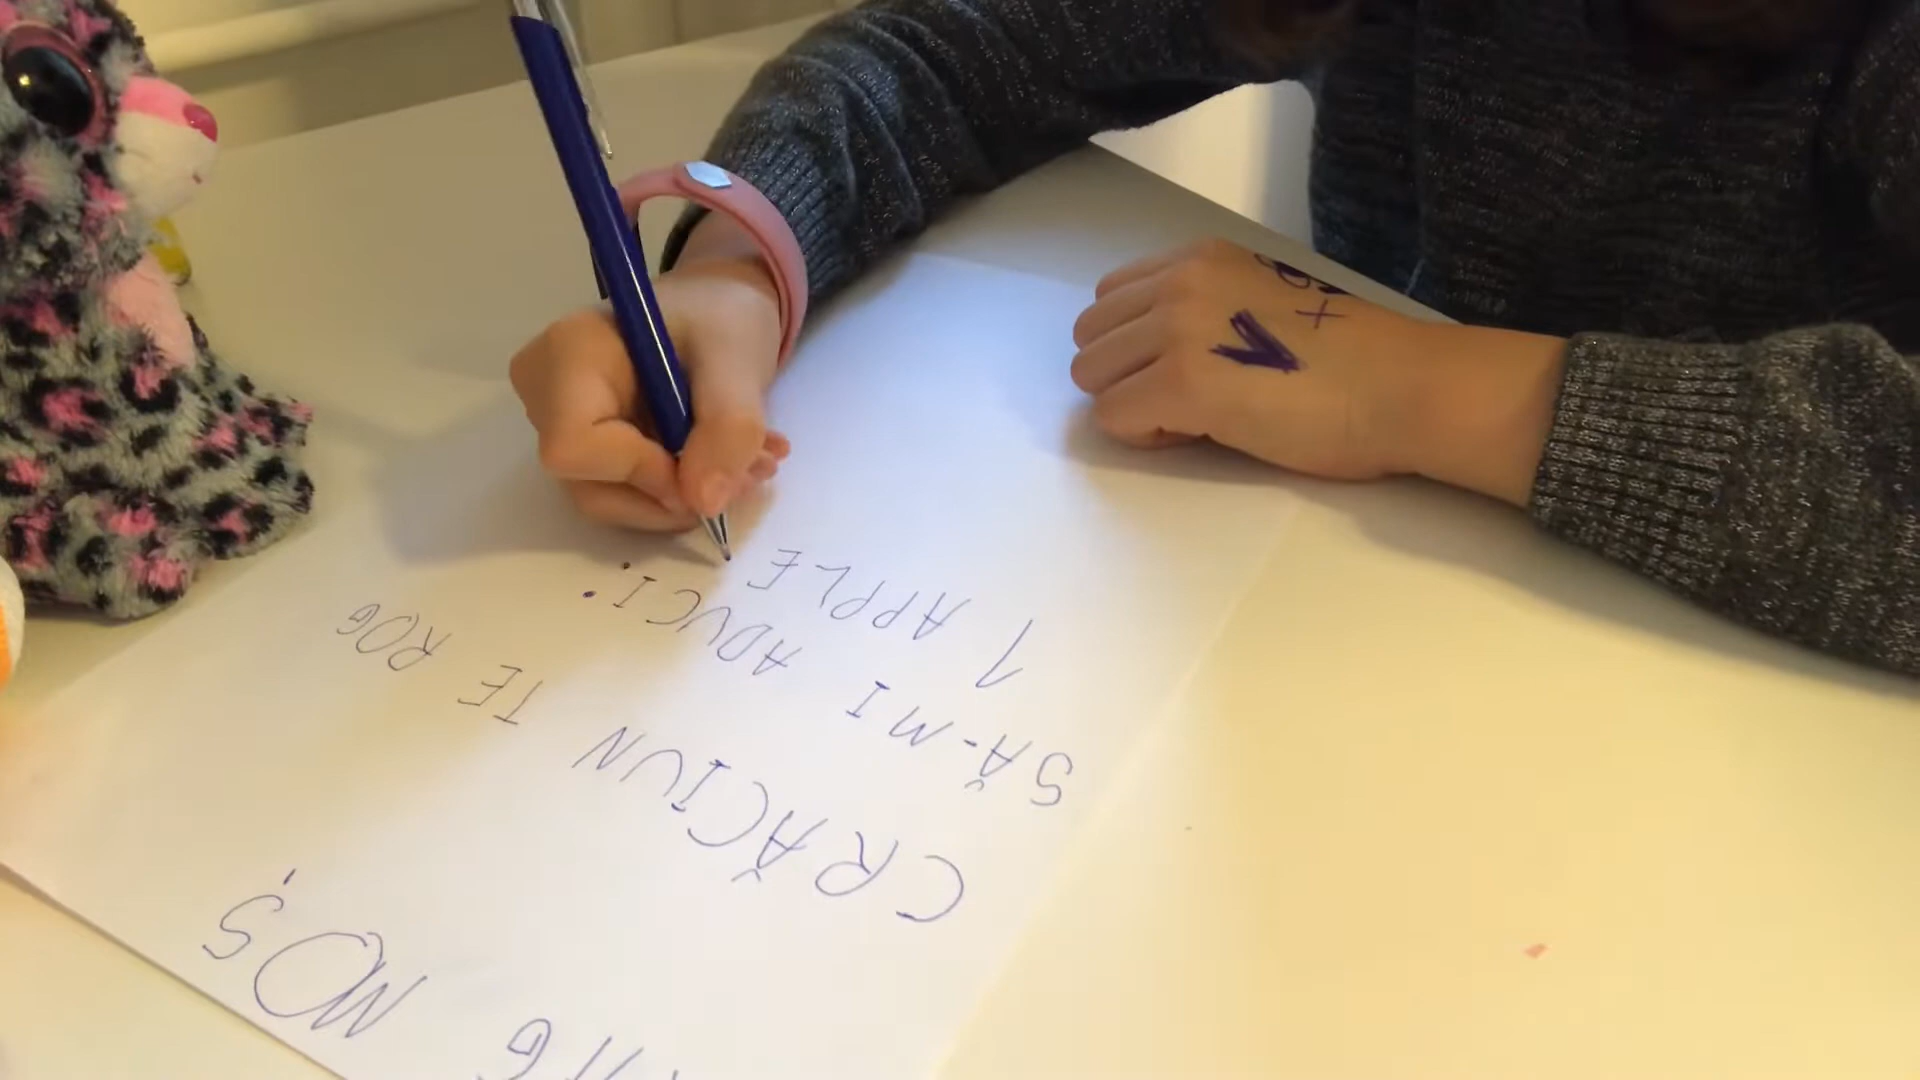 MOȘ
CRĂCIUN TE ROG
SĂ-MI ADUCI:
1 APPLE
V
+